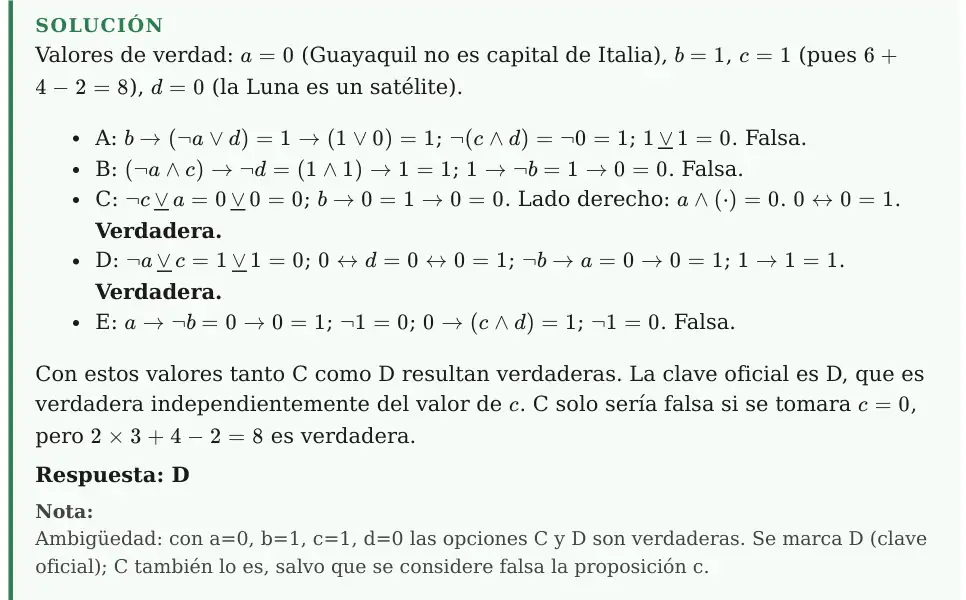 SOLUCIÓN
Valores de verdad: a = 0 (Guayaquil no es capital de Italia), b = 1, c = 1 (pues 6 +
4 − 2 = 8), d = 0 (la Luna es un satélite).
• A: b → (¬a ∨ d) = 1 → (1 ∨ 0) = 1; ¬(c ∧ d) = ¬0 = 1; 1 ⊻ 1 = 0. Falsa.
• B: (¬a ∧ c) → ¬d = (1 ∧ 1) → 1 = 1; 1 → ¬b = 1 → 0 = 0. Falsa.
• C: ¬c ⊻ a = 0 ⊻ 0 = 0; b → 0 = 1 → 0 = 0. Lado derecho: a ∧ (·) = 0. 0 ↔ 0 = 1.
Verdadera.
• D: ¬a ⊻ c = 1 ⊻ 1 = 0; 0 ↔ d = 0 ↔ 0 = 1; ¬b → a = 0 → 0 = 1; 1 → 1 = 1.
Verdadera.
• E: a → ¬b = 0 → 0 = 1; ¬1 = 0; 0 → (c ∧ d) = 1; ¬1 = 0. Falsa.
Con estos valores tanto C como D resultan verdaderas. La clave oficial es D, que es
verdadera independientemente del valor de c. C solo sería falsa si se tomara c = 0,
pero 2 × 3 + 4 − 2 = 8 es verdadera.
Respuesta: D
Nota:
Ambigüedad: con a=0, b=1, c=1, d=0 las opciones C y D son verdaderas. Se marca D (clave
oficial); C también lo es, salvo que se considere falsa la proposición c.